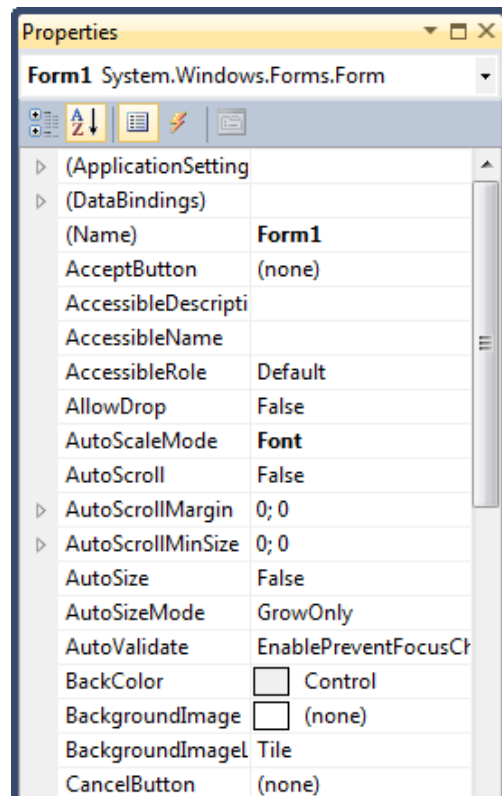 Properties
Form1 System.Windows.Forms.Form
(ApplicationSetting
(DataBindings)
(Name) Form1
AcceptButton (none)
AccessibleDescripti
AccessibleName
AccessibleRole Default
AllowDrop False
AutoScaleMode Font
AutoScroll False
AutoScrollMargin 0; 0
AutoScrollMinSize 0; 0
AutoSize False
AutoSizeMode GrowOnly
AutoValidate EnablePreventFocusCh
BackColor Control
BackgroundImage (none)
BackgroundImageL Tile
CancelButton (none)